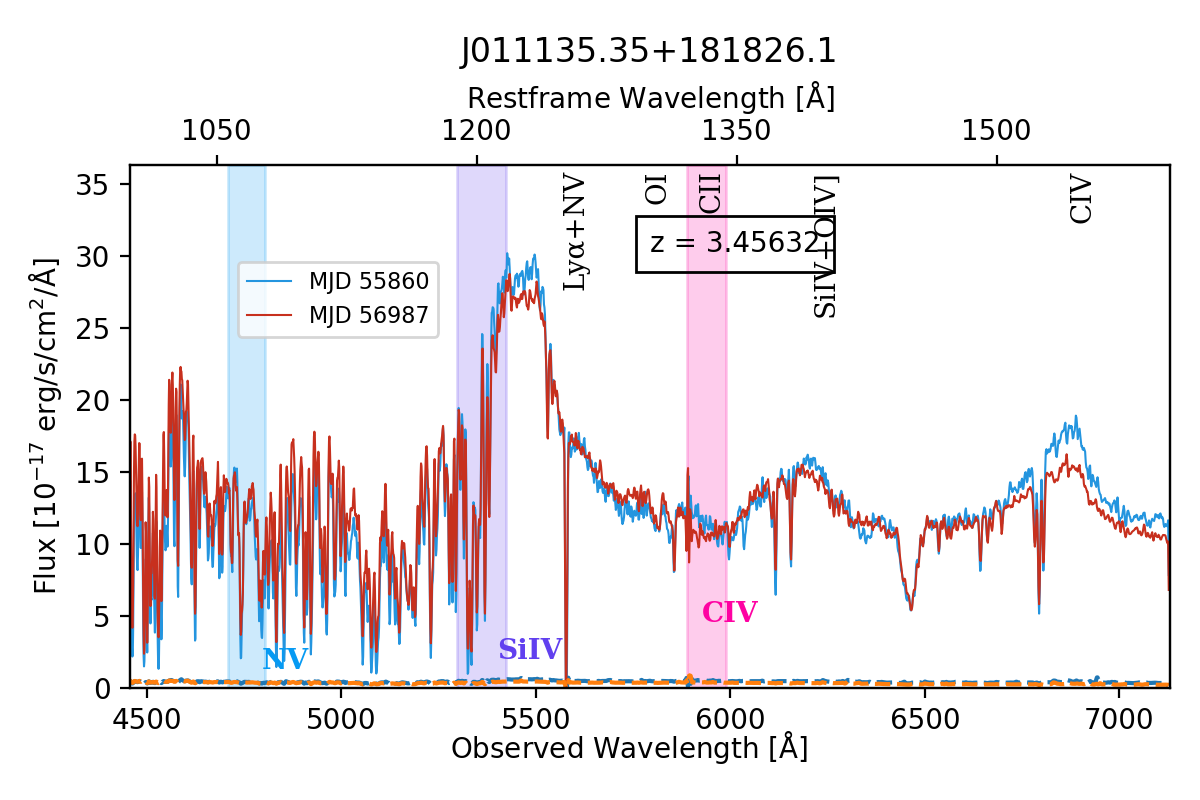 J011135.35+181826.1
Restframe Wavelength [Å]
1050 1200 1350 1500
35
30
25
20
15
10
5
0
Flux [10⁻¹⁷ erg/s/cm²/Å]
MJD 55860
MJD 56987
Lyα+NV
OI
CII
SiIV+OIV]
CIV
z = 3.45632
NV
SiIV
CIV
4500 5000 5500 6000 6500 7000
Observed Wavelength [Å]